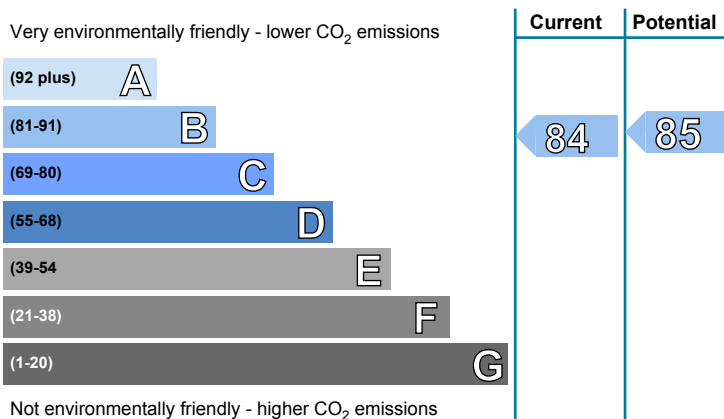 Very environmentally friendly - lower CO2 emissions
Current
Potential
(92 plus) A
(81-91) B
84
85
(69-80) C
(55-68) D
(39-54 E
(21-38) F
(1-20) G
Not environmentally friendly - higher CO2 emissions